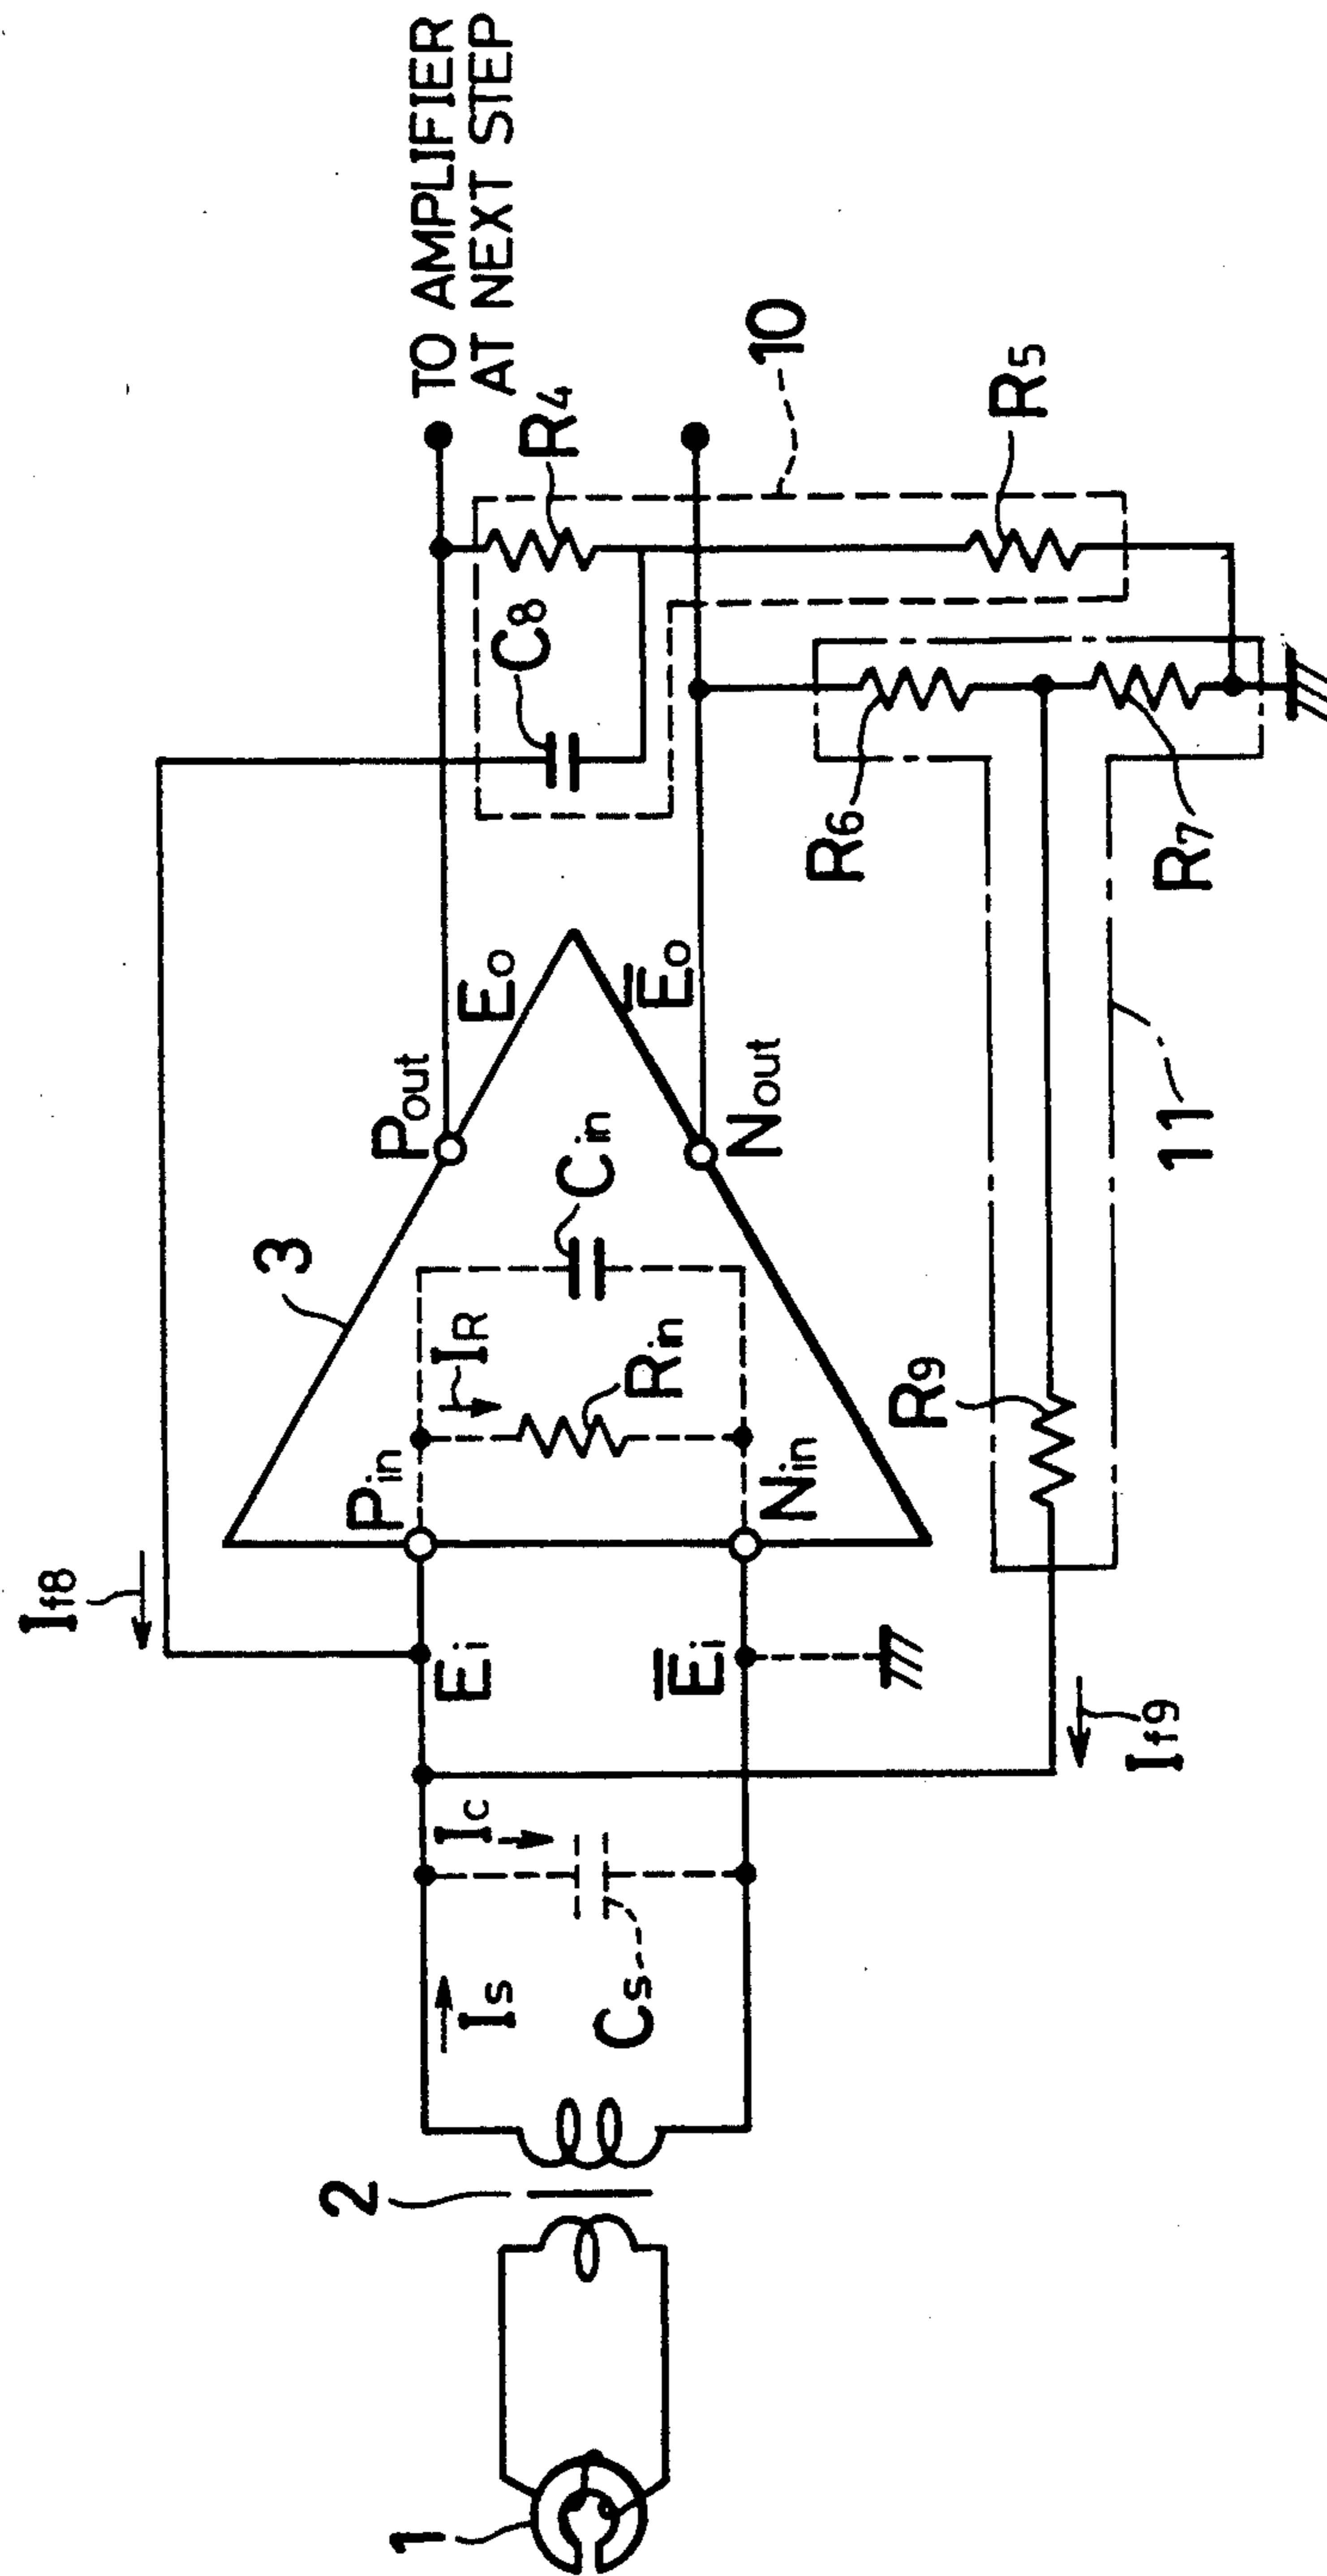 TO AMPLIFIER
AT NEXT STEP
If8
3
Pout
Eo
C8
R4
10
R5
Pin
IR
Cin
Rin
Nin
Nout
Ēo
R6
R7
R9
11
Ei
Ēi
If9
Ic
Is
Cs
2
1